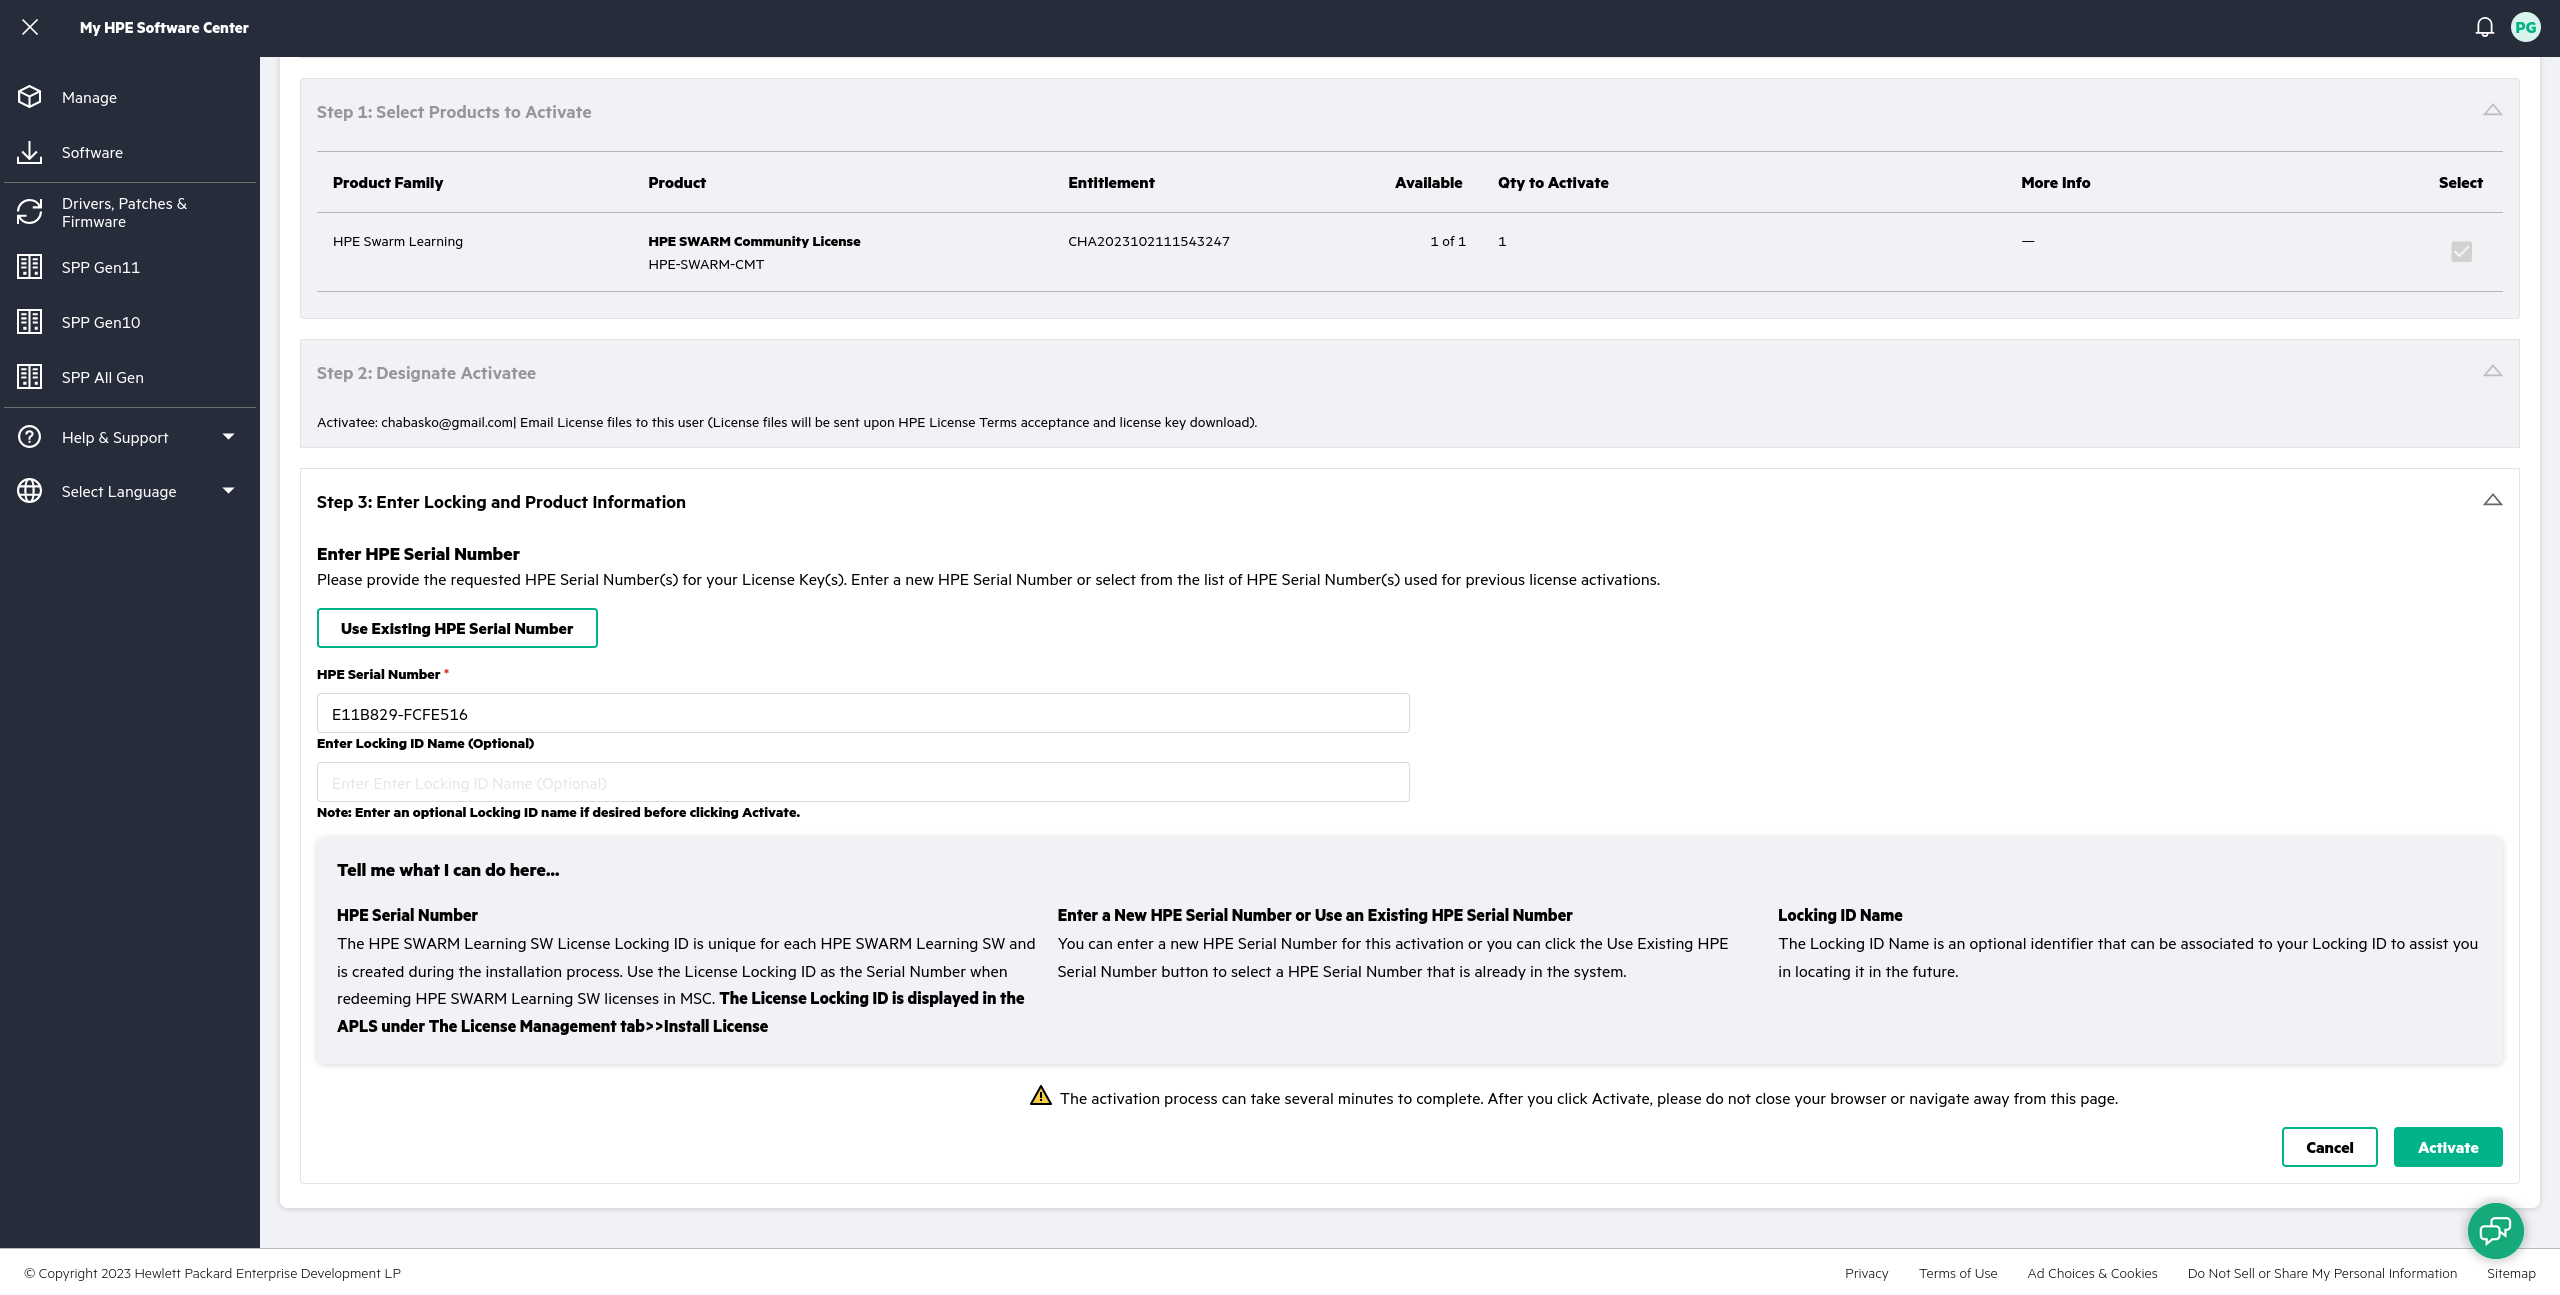 My HPE Software Center
PG
Manage
Software
Drivers, Patches &
Firmware
SPP Gen11
SPP Gen10
SPP All Gen
Help & Support
Select Language
Step 1: Select Products to Activate
Product Family Product Entitlement Available Qty to Activate More Info Select
HPE Swarm Learning HPE SWARM Community License CHA2023102111543247 1 of 1 1 —
HPE-SWARM-CMT
Step 2: Designate Activatee
Activatee: chabasko@gmail.com| Email License files to this user (License files will be sent upon HPE License Terms acceptance and license key download).
Step 3: Enter Locking and Product Information
Enter HPE Serial Number
Please provide the requested HPE Serial Number(s) for your License Key(s). Enter a new HPE Serial Number or select from the list of HPE Serial Number(s) used for previous license activations.
Use Existing HPE Serial Number
HPE Serial Number *
E11B829-FCFE516
Enter Locking ID Name (Optional)
Enter Enter Locking ID Name (Optional)
Note: Enter an optional Locking ID name if desired before clicking Activate.
Tell me what I can do here...
HPE Serial Number
The HPE SWARM Learning SW License Locking ID is unique for each HPE SWARM Learning SW and
is created during the installation process. Use the License Locking ID as the Serial Number when
redeeming HPE SWARM Learning SW licenses in MSC. The License Locking ID is displayed in the
APLS under The License Management tab>>Install License
Enter a New HPE Serial Number or Use an Existing HPE Serial Number
You can enter a new HPE Serial Number for this activation or you can click the Use Existing HPE
Serial Number button to select a HPE Serial Number that is already in the system.
Locking ID Name
The Locking ID Name is an optional identifier that can be associated to your Locking ID to assist you
in locating it in the future.
The activation process can take several minutes to complete. After you click Activate, please do not close your browser or navigate away from this page.
Cancel
Activate
© Copyright 2023 Hewlett Packard Enterprise Development LP
Privacy Terms of Use Ad Choices & Cookies Do Not Sell or Share My Personal Information Sitemap